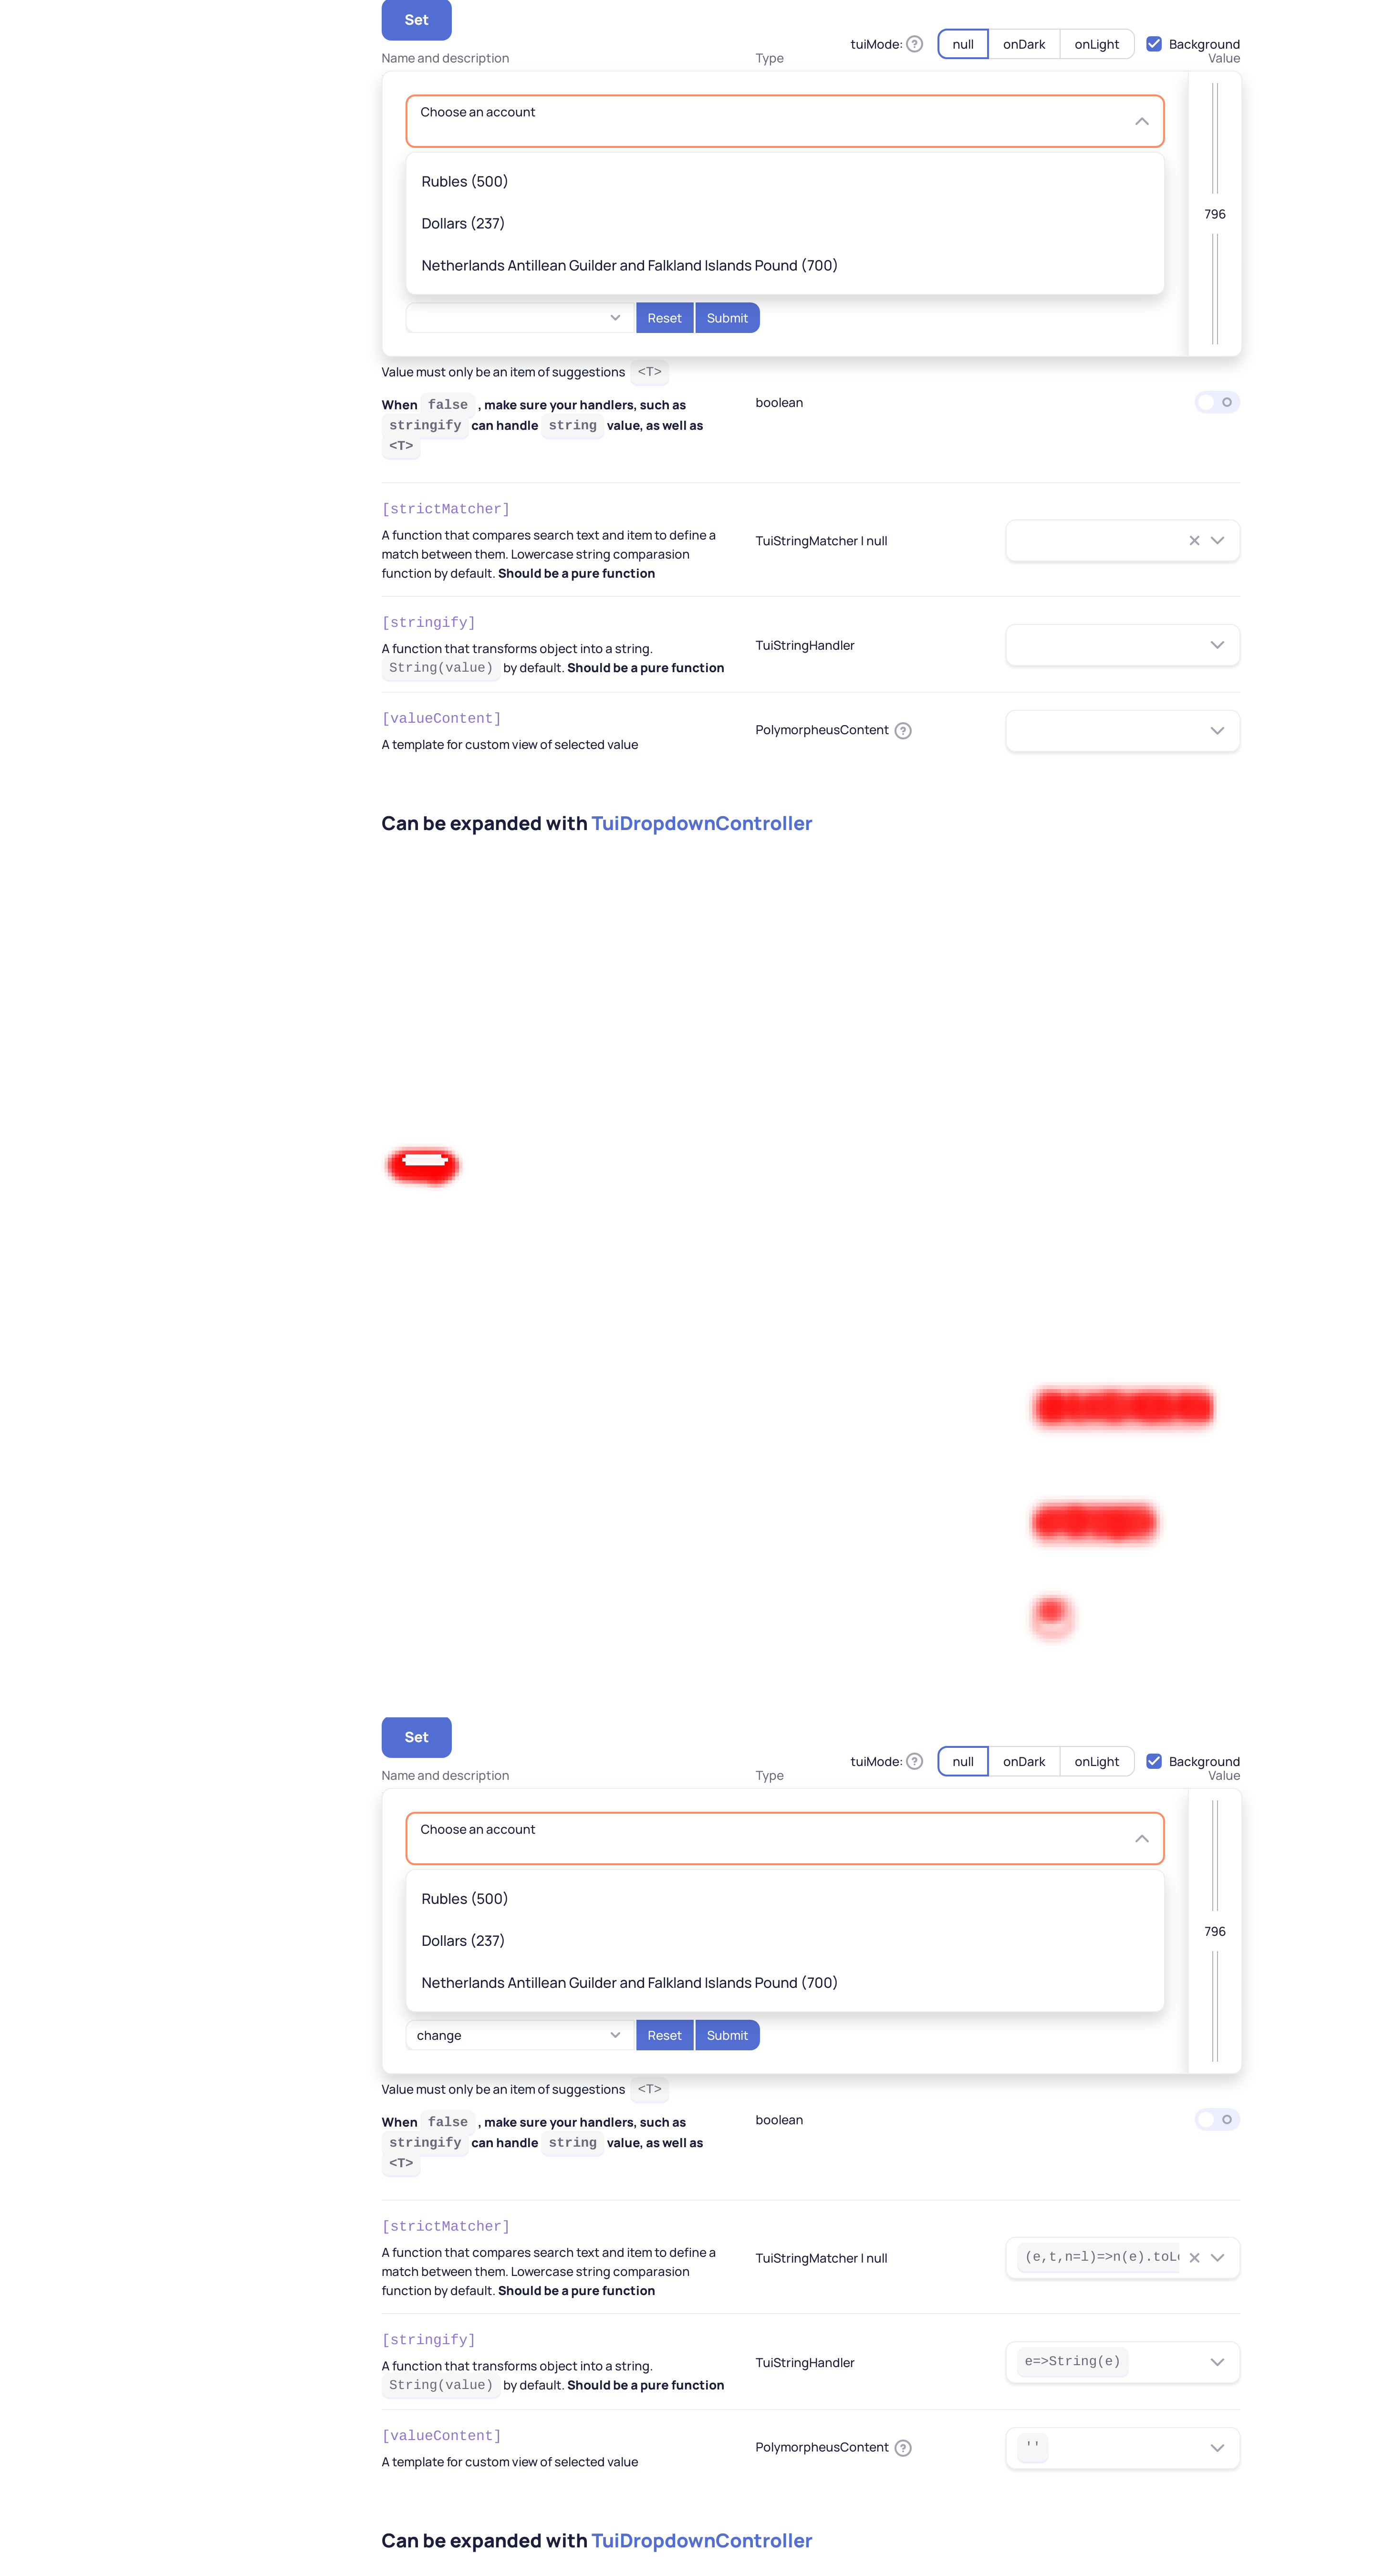 Set
tuiMode: ? null onDark onLight Background
Name and description Type Value
Choose an account
Rubles (500)
796
Dollars (237)
Netherlands Antillean Guilder and Falkland Islands Pound (700)
Reset Submit
Value must only be an item of suggestions <T>
When false , make sure your handlers, such as
boolean
stringify can handle string value, as well as
<T>
[strictMatcher]
A function that compares search text and item to define a
TuiStringMatcher | null
match between them. Lowercase string comparasion
function by default. Should be a pure function
[stringify]
A function that transforms object into a string.
TuiStringHandler
String(value) by default. Should be a pure function
[valueContent]
PolymorpheusContent ?
A template for custom view of selected value
Can be expanded with TuiDropdownController
Set
tuiMode: ? null onDark onLight Background
Name and description Type Value
Choose an account
Rubles (500)
796
Dollars (237)
Netherlands Antillean Guilder and Falkland Islands Pound (700)
change Reset Submit
Value must only be an item of suggestions <T>
When false , make sure your handlers, such as
boolean
stringify can handle string value, as well as
<T>
[strictMatcher]
A function that compares search text and item to define a
TuiStringMatcher | null (e,t,n=l)=>n(e).toL
match between them. Lowercase string comparasion
function by default. Should be a pure function
[stringify]
A function that transforms object into a string.
TuiStringHandler e=>String(e)
String(value) by default. Should be a pure function
[valueContent]
PolymorpheusContent ? ''
A template for custom view of selected value
Can be expanded with TuiDropdownController